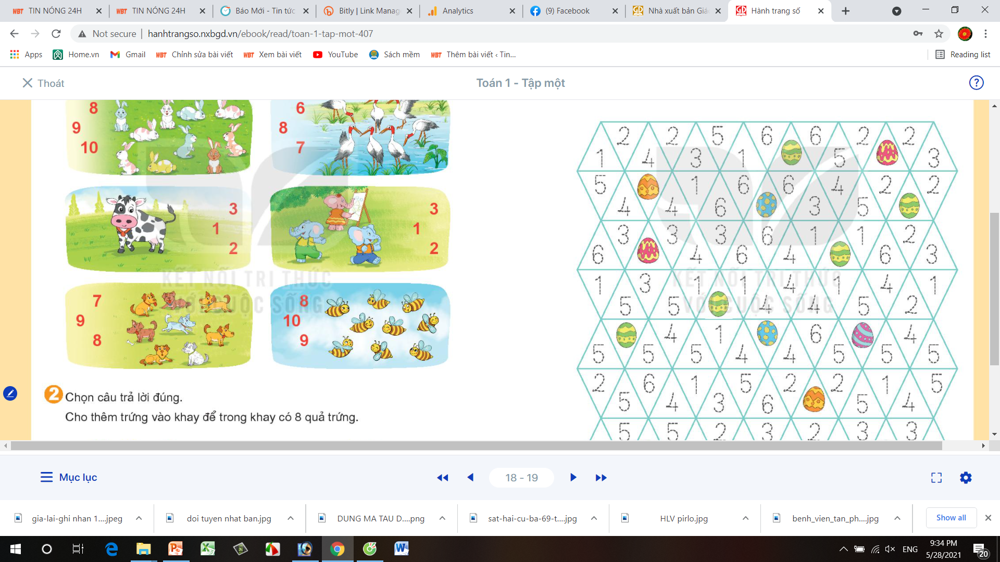 TIN NÓNG 24H
TIN NÓNG 24H
Báo Mới - Tin tức
Bitly | Link Manag
Analytics
(9) Facebook
Nhà xuất bản Giá
Hành trang số
Not secure
hanhtrangso.nxbgd.vn/ebook/read/toan-1-tap-mot-407
Apps
Home.vn
Gmail
WBT Chỉnh sửa bài viết
WBT Xem bài viết
YouTube
Sách mềm
WBT Thêm bài viết ‹ Tin...
Reading list
Thoát
Toán 1 - Tập một
8
9
10
6
8
7
3
1
2
3
1
2
7
9
8
8
10
9
KẾT NỐI TRI THỨC
VỚI CUỘC SỐNG
2 Chọn câu trả lời đúng.
Cho thêm trứng vào khay để trong khay có 8 quả trứng.
2 2 5 6 6 2 2
1 4 3 1 5 3
5 1 6 6 4 2 2
4 4 6 3 5
3 3 3 6 1 1 2
6 4 6 4 6 3
1 3 1 1 4 1 4 1
5 5 4 4 5 2
4 1 6 4
5 5 5 4 4 5 5 5
2 6 1 5 2 2 1 5
5 4 3 6 5 4
5 5 2 3 2 3 3
KẾT NỐI TRI THỨC
VỚI CUỘC SỐNG
Mục lục
18 - 19
gia-lai-ghi nhan 1....jpeg
doi tuyen nhat ban.jpg
DUNG MA TAU D....png
sat-hai-cu-ba-69-t....jpg
HLV pirlo.jpg
benh_vien_tan_ph....jpg
Show all
ENG
9:34 PM
5/28/2021
20